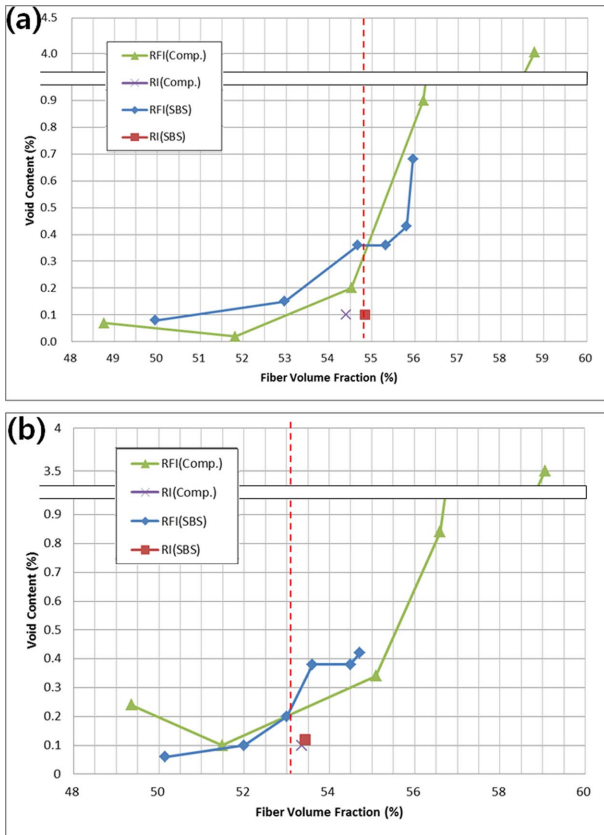 (a)
4.5
4.0
0.9
0.8
0.7
0.6
0.5
0.4
0.3
0.2
0.1
0.0
Void Content (%)
RFI(Comp.)
RI(Comp.)
RFI(SBS)
RI(SBS)
48 50 51 53 54 55 56 58 59 60
Fiber Volume Fraction (%)
(b)
4
3.5
0.9
0.8
0.7
0.6
0.5
0.4
0.3
0.2
0.1
0
Void Content (%)
RFI(Comp.)
RI(Comp.)
RFI(SBS)
RI(SBS)
48 50 52 54 56 58 60
Fiber Volume Fraction (%)